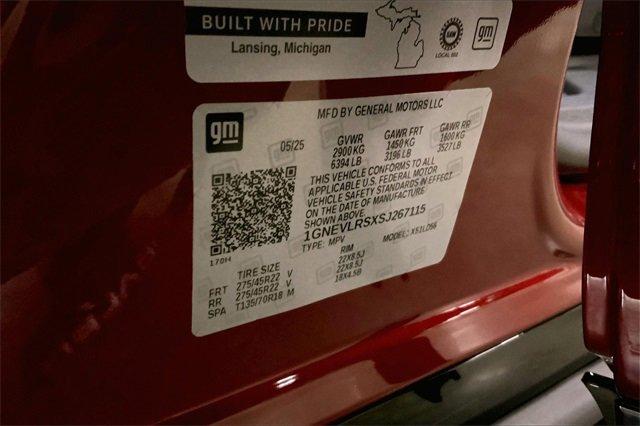 BUILT WITH PRIDE
Lansing, Michigan
LOCAL 602
gm
gm
MFD BY GENERAL MOTORS LLC
05/25 GVWR GAWR FRT GAWR RR
2900 KG 1450 KG 1600 KG
6394 LB 3196 LB 3527 LB
THIS VEHICLE CONFORMS TO ALL
APPLICABLE U.S. FEDERAL MOTOR
VEHICLE SAFETY STANDARDS IN EFFECT
ON THE DATE OF MANUFACTURE
SHOWN ABOVE.
1GNEVLRSXSJ267115
TYPE: MPV MODEL:
170H
TIRE SIZE RIM
FRT 275/45R22 V 22X8.5J
RR 275/45R22 V 22X8.5J
SPA T135/70R18 M 18X4.5B